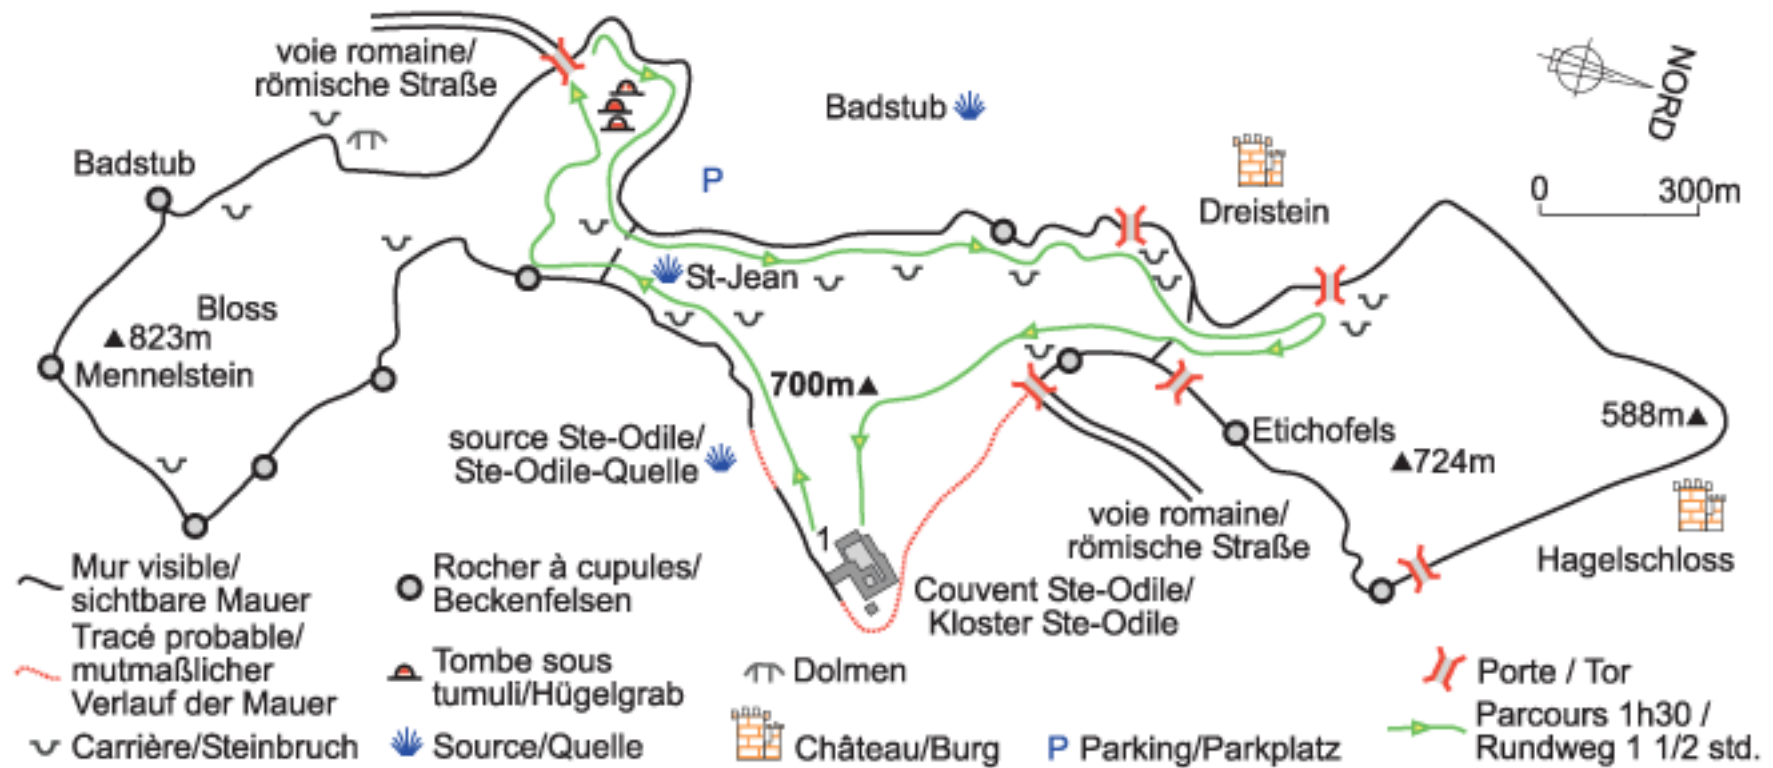 voie romaine/
römische Straße
Badstub
NORD
Badstub
P
Dreistein
0 300m
St-Jean
Bloss
823m
Mennelstein
700m
588m
source Ste-Odile/
Ste-Odile-Quelle
Etichofels
724m
voie romaine/
römische Straße
1
Hagelschloss
Couvent Ste-Odile/
Kloster Ste-Odile
Mur visible/
sichtbare Mauer
Tracé probable/
mutmaßlicher
Verlauf der Mauer
Carrière/Steinbruch
Rocher à cupules/
Beckenfelsen
Tombe sous
tumuli/Hügelgrab
Source/Quelle
Dolmen
Château/Burg
P Parking/Parkplatz
Porte / Tor
Parcours 1h30 /
Rundweg 1 1/2 std.